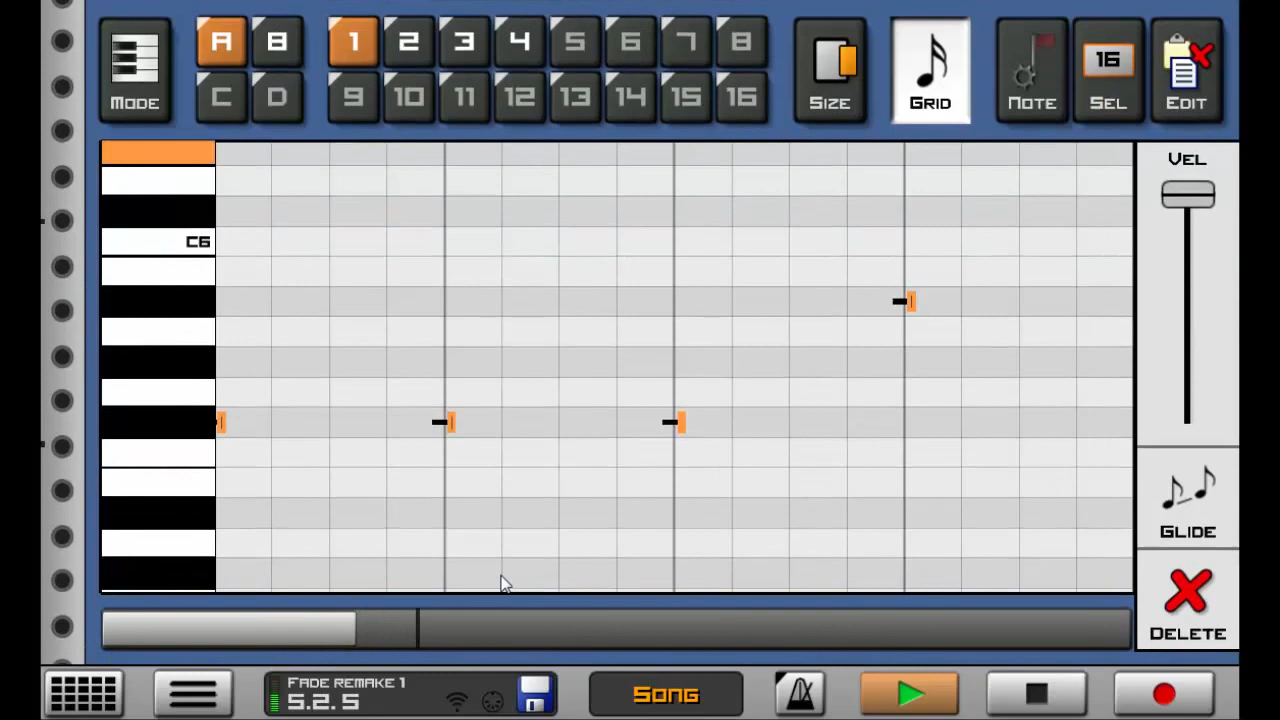 A B 1 2 3 4 5 6 7 8
C D 9 10 11 12 13 14 15 16
MODE SIZE GRID NOTE 16 SEL EDIT
VEL
C6
GLIDE
DELETE
FADE REMAKE 1
5.2.5
SONG